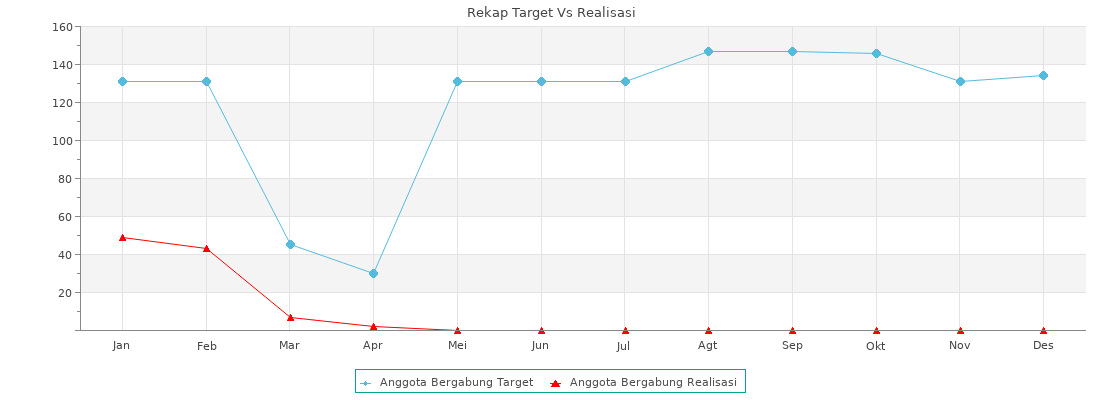 Rekap Target Vs Realisasi
160
140
120
100
80
60
40
20
Jan Feb Mar Apr Mei Jun Jul Agt Sep Okt Nov Des
Anggota Bergabung Target Anggota Bergabung Realisasi